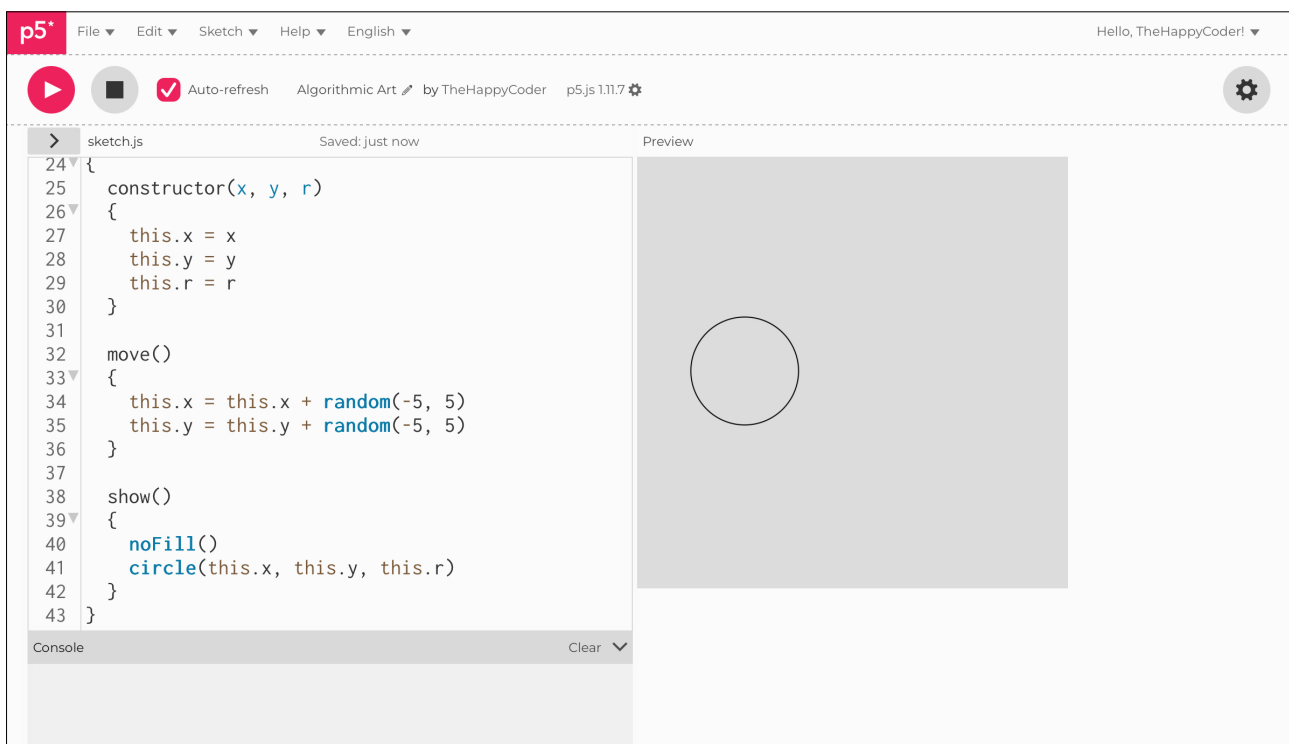 p5* File Edit Sketch Help English Hello, TheHappyCoder!
Auto-refresh Algorithmic Art by TheHappyCoder p5.js 1.11.7
sketch.js Saved: just now Preview
24 {
25 constructor(x, y, r)
26 {
27 this.x = x
28 this.y = y
29 this.r = r
30 }
31
32 move()
33 {
34 this.x = this.x + random(-5, 5)
35 this.y = this.y + random(-5, 5)
36 }
37
38 show()
39 {
40 noFill()
41 circle(this.x, this.y, this.r)
42 }
43 }
Console Clear